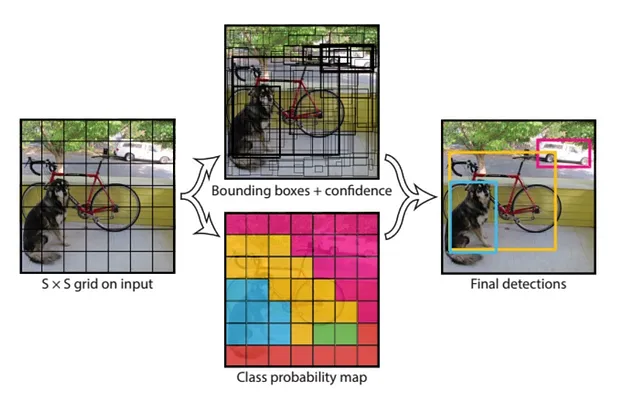 Bounding boxes + confidence
S × S grid on input
Final detections
Class probability map